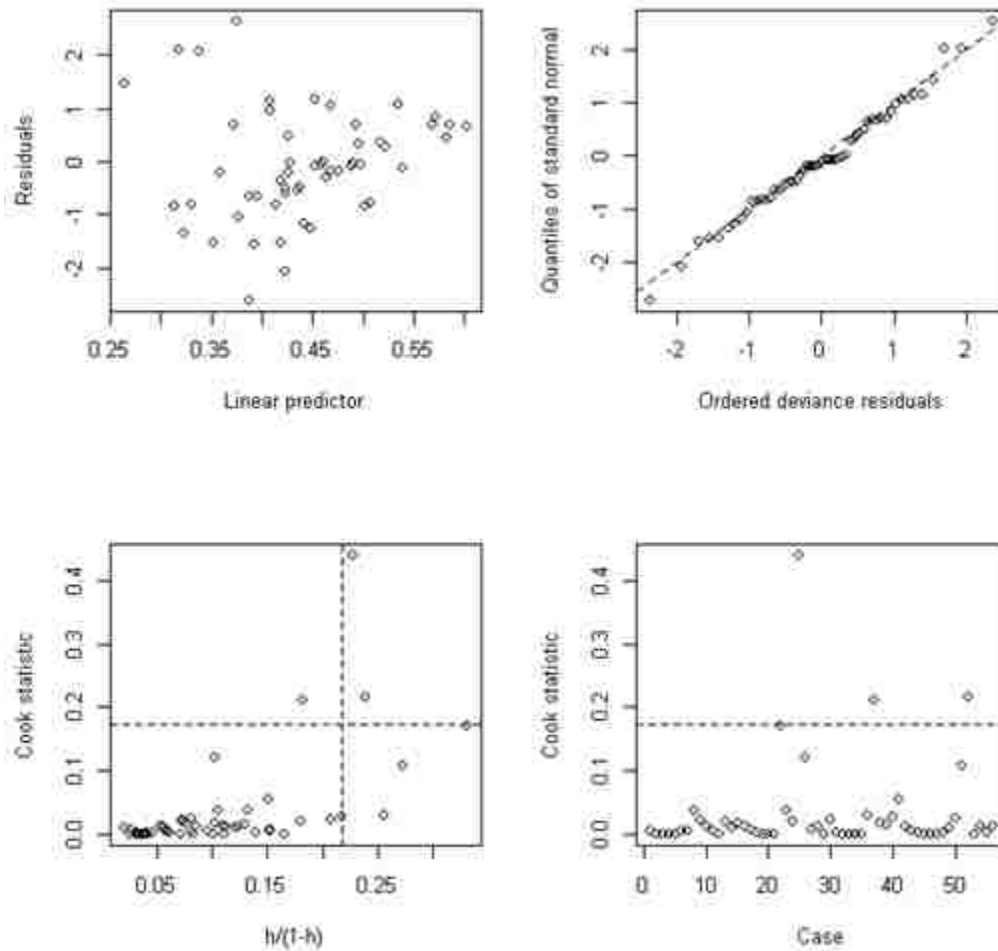 Residuals
-2 -1 0 1 2
0.25 0.35 0.45 0.55
Linear predictor
Quantiles of standard normal
-2 -1 0 1 2
-2 -1 0 1 2
Ordered deviance residuals
Cook statistic
0.0 0.1 0.2 0.3 0.4
0.05 0.15 0.25
h/(1-h)
Cook statistic
0.0 0.1 0.2 0.3 0.4
0 10 20 30 40 50
Case